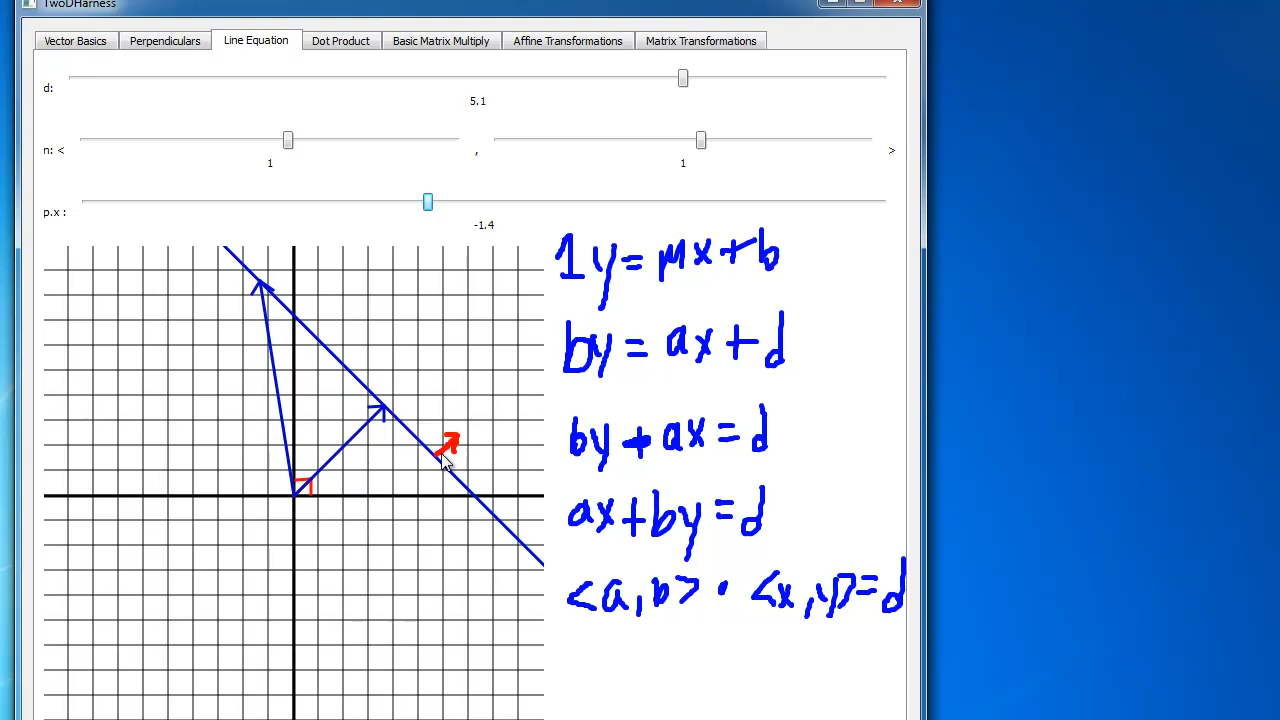 TwoDHarness
Vector Basics Perpendiculars Line Equation Dot Product Basic Matrix Multiply Affine Transformations Matrix Transformations
d:
5.1
n: < , >
1 1
p.x :
-1.4
1y = mx + b
by = ax + d
by + ax = d
ax + by = d
<a, b> · <x, y> = d